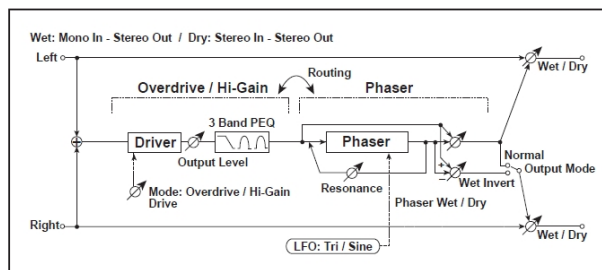 Wet: Mono In - Stereo Out / Dry: Stereo In - Stereo Out
Left
Wet / Dry
Routing
Overdrive / Hi-Gain
Phaser
3 Band PEQ
Driver
Phaser
Output Level
Normal
Output Mode
+
−
Wet Invert
Resonance
Mode: Overdrive / Hi-Gain
Drive
Phaser Wet / Dry
Right
LFO: Tri / Sine
Wet / Dry